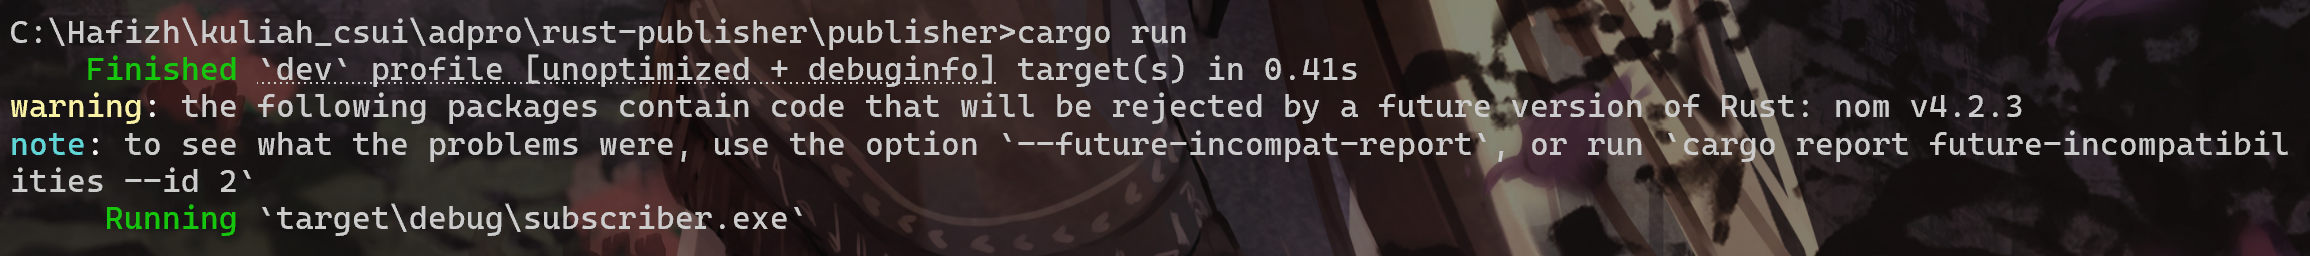 C:\Hafizh\kuliah_csui\adpro\rust-publisher\publisher>cargo run
    Finished `dev` profile [unoptimized + debuginfo] target(s) in 0.41s
warning: the following packages contain code that will be rejected by a future version of Rust: nom v4.2.3
note: to see what the problems were, use the option `--future-incompat-report`, or run `cargo report future-incompatibil
ities --id 2`
     Running `target\debug\subscriber.exe`